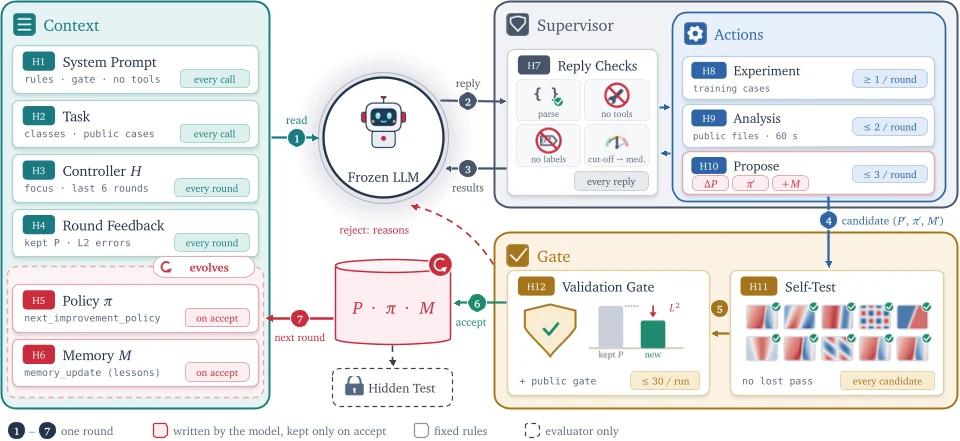 Context
H1 System Prompt
rules · gate · no tools
every call
H2 Task
classes · public cases
every call
H3 Controller H
focus · last 6 rounds
every round
H4 Round Feedback
kept P · L2 errors
every round
evolves
H5 Policy π
next_improvement_policy
on accept
H6 Memory M
memory_update (lessons)
on accept
read
1
Frozen LLM
reply
2
3
results
reject: reasons
P · π · M
6
accept
7
next round
Hidden Test
Supervisor
H7 Reply Checks
{ }
parse
no tools
no labels
cut-off → med.
every reply
Actions
H8 Experiment
training cases
≥ 1 / round
H9 Analysis
public files · 60 s
≤ 2 / round
H10 Propose
ΔP
π′
+M
≤ 3 / round
4
candidate (P′, π′, M′)
Gate
H12 Validation Gate
L²
kept P
new
+ public gate
≤ 30 / run
5
H11 Self-Test
no lost pass
every candidate
1 – 7 one round
written by the model, kept only on accept
fixed rules
evaluator only